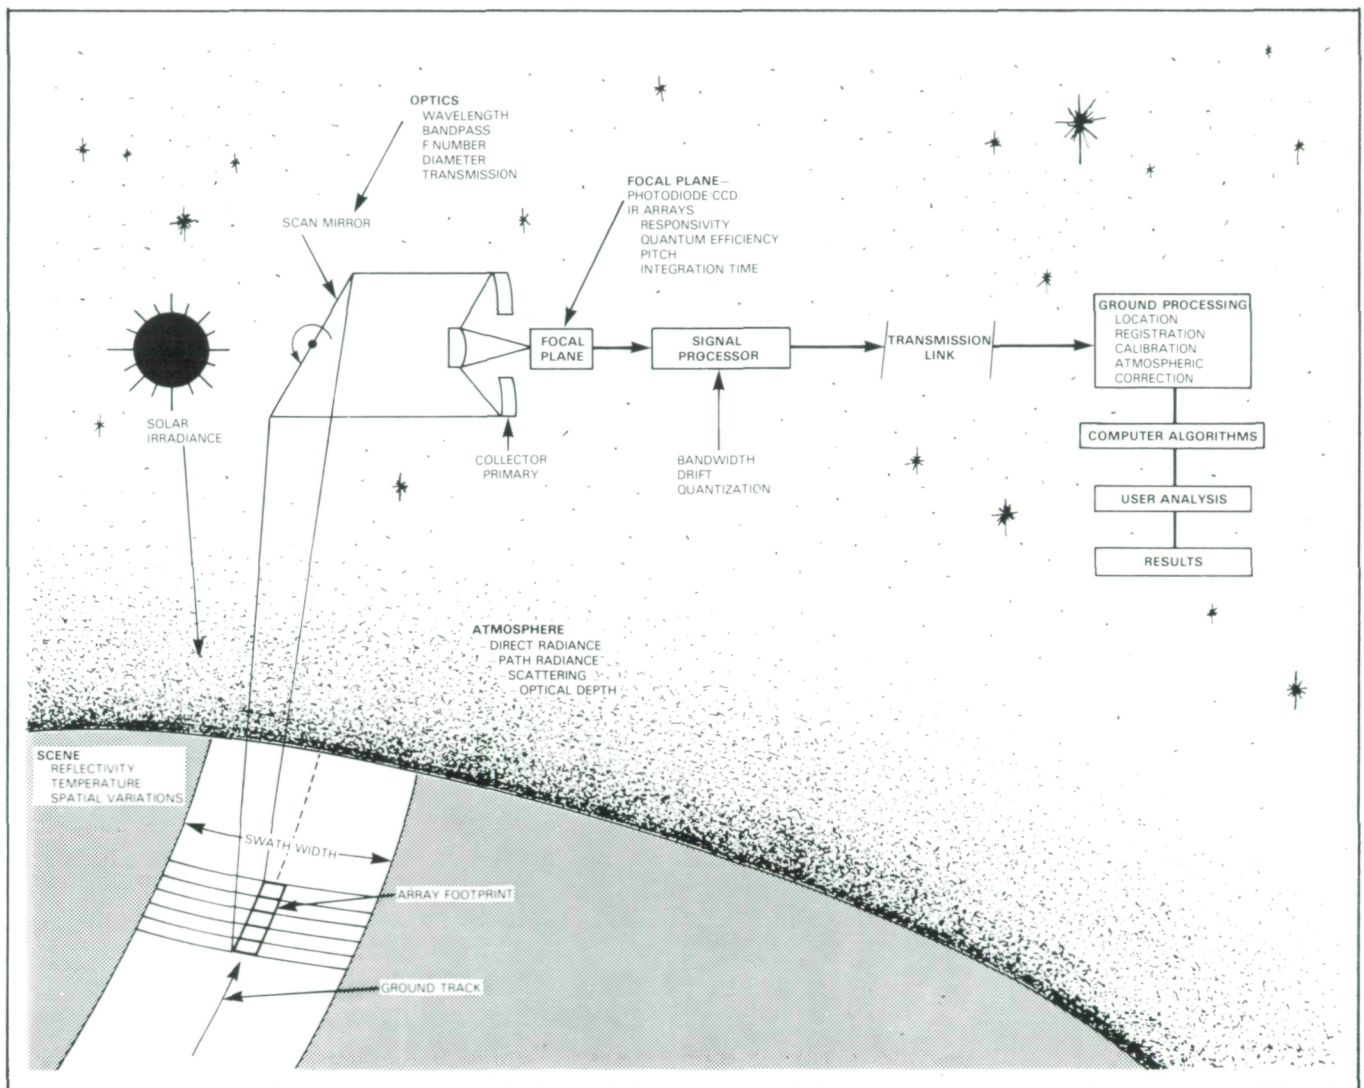 OPTICS
WAVELENGTH
BANDPASS
F NUMBER
DIAMETER
TRANSMISSION
SCAN MIRROR
FOCAL PLANE—
PHOTODIODE/CCD
IR ARRAYS
RESPONSIVITY
QUANTUM EFFICIENCY
PITCH
INTEGRATION TIME
FOCAL
PLANE
SIGNAL
PROCESSOR
TRANSMISSION
LINK
GROUND PROCESSING
LOCATION
REGISTRATION
CALIBRATION
ATMOSPHERIC
CORRECTION
COMPUTER ALGORITHMS
USER ANALYSIS
RESULTS
SOLAR
IRRADIANCE
COLLECTOR
PRIMARY
BANDWIDTH
DRIFT
QUANTIZATION
ATMOSPHERE
DIRECT RADIANCE
PATH RADIANCE
SCATTERING
OPTICAL DEPTH
SCENE
REFLECTIVITY
TEMPERATURE
SPATIAL VARIATIONS
SWATH WIDTH
ARRAY FOOTPRINT
GROUND TRACK